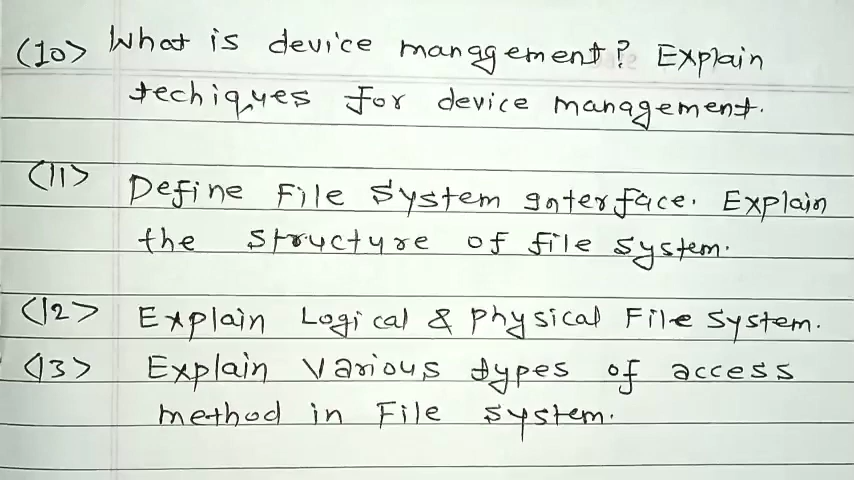 (10) What is device management? Explain
techiques for device management.
(11) Define File System Interface. Explain
the structure of file system.
(12) Explain Logical & physical File System.
(13) Explain Various types of access
method in File system.